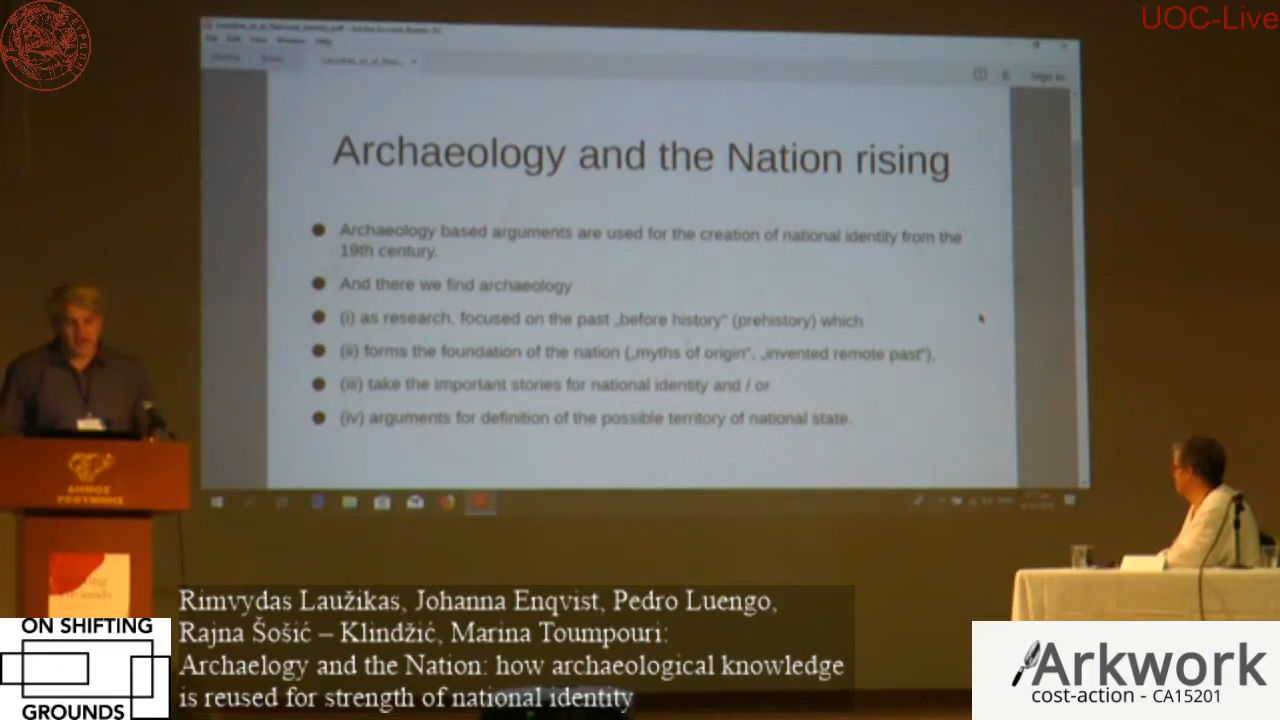 UOC-Live
Sign In
Archaeology and the Nation rising
Archaeology based arguments are used for the creation of national identity from the
19th century.
And there we find archaeology
(i) as research, focused on the past „before history“ (prehistory) which
(ii) forms the foundation of the nation („myths of origin“, „invented remote past“),
(iii) take the important stories for national identity and / or
(iv) arguments for definition of the possible territory of national state.
ΔΗΜΟΣ
ΡΕΘΥΜΝΗΣ
Rimvydas Laužikas, Johanna Enqvist, Pedro Luengo,
Rajna Šošić – Klindžić, Marina Toumpouri:
Archaelogy and the Nation: how archaeological knowledge
is reused for strength of national identity
ON SHIFTING
GROUNDS
Arkwork
cost-action - CA15201